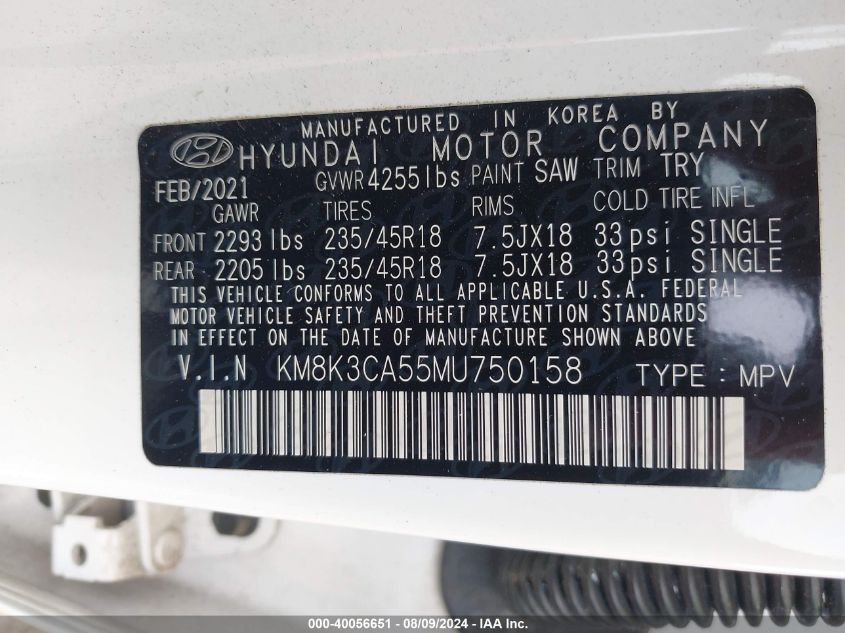 MANUFACTURED IN KOREA BY
HYUNDAI MOTOR COMPANY
FEB/2021 GVWR 4255 lbs PAINT SAW TRIM TRY
GAWR TIRES RIMS COLD TIRE INFL
FRONT 2293 lbs 235/45R18 7.5JX18 33 psi SINGLE
REAR 2205 lbs 235/45R18 7.5JX18 33 psi SINGLE
THIS VEHICLE CONFORMS TO ALL APPLICABLE U.S.A. FEDERAL
MOTOR VEHICLE SAFETY AND THEFT PREVENTION STANDARDS
IN EFFECT ON THE DATE OF MANUFACTURE SHOWN ABOVE
V.I.N KM8K3CA55MU750158 TYPE : MPV
000-40056651 - 08/09/2024 - IAA Inc.